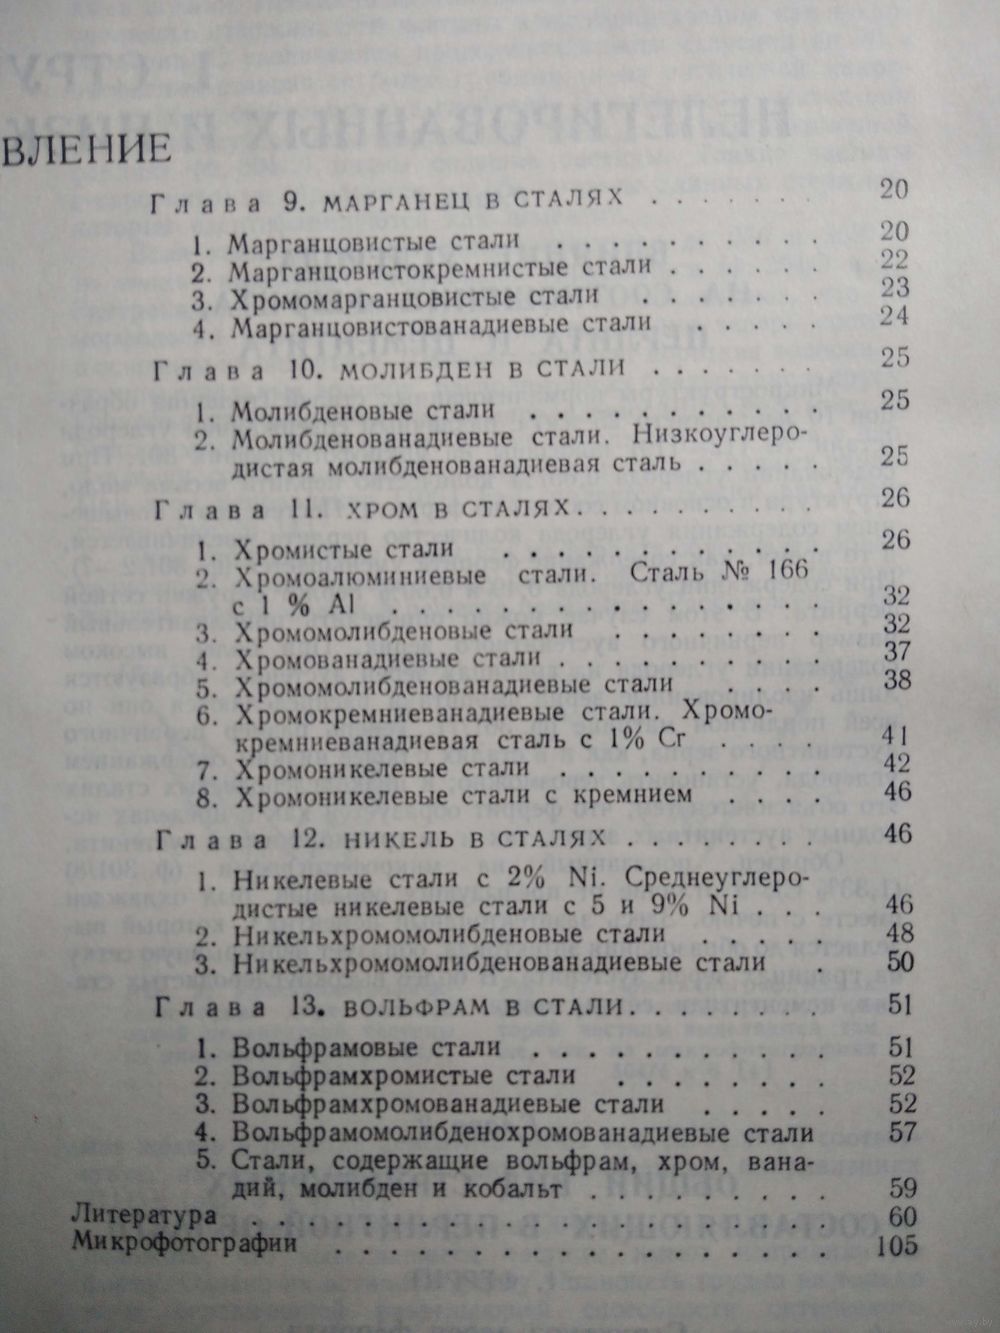 ВЛЕНИЕ
Глава 9. МАРГАНЕЦ В СТАЛЯХ . . . . . . . 20
1. Марганцовистые стали . . . . . . . . . . 20
2. Марганцовистокремнистые стали . . . . . . 22
3. Хромомарганцовистые стали . . . . . . . 23
4. Марганцовистованадиевые стали . . . . . 24
Глава 10. МОЛИБДЕН В СТАЛИ . . . . . . . 25
1. Молибденовые стали . . . . . . . . . . . 25
2. Молибденованадиевые стали. Низкоуглеро-
дистая молибденованадиевая сталь . . . . . 25
Глава 11. ХРОМ В СТАЛЯХ . . . . . . . . . . 26
1. Хромистые стали . . . . . . . . . . . . 26
2. Хромоалюминиевые стали. Сталь № 166
с 1 % Al . . . . . . . . . . . . . . . . 32
3. Хромомолибденовые стали . . . . . . . . 32
4. Хромованадиевые стали . . . . . . . . . . 37
5. Хромомолибденованадиевые стали . . . . 38
6. Хромокремниеванадиевые стали. Хромо-
кремниеванадиевая сталь с 1% Cr . . . . 41
7. Хромоникелевые стали . . . . . . . . . . 42
8. Хромоникелевые стали с кремнием . . . . 46
Глава 12. НИКЕЛЬ В СТАЛЯХ . . . . . . . . 46
1. Никелевые стали с 2% Ni. Среднеуглеро-
дистые никелевые стали с 5 и 9% Ni . . . 46
2. Никельхромомолибденовые стали . . . . . 48
3. Никельхромомолибденованадиевые стали . 50
Глава 13. ВОЛЬФРАМ В СТАЛИ . . . . . . . . 51
1. Вольфрамовые стали . . . . . . . . . . . 51
2. Вольфрамхромистые стали . . . . . . . . 52
3. Вольфрамхромованадиевые стали . . . . . 52
4. Вольфрамомолибденохромованадиевые стали 57
5. Стали, содержащие вольфрам, хром, вана-
дий, молибден и кобальт . . . . . . . . . 59
Литература . . . . . . . . . . . . . . . . . . . . . 60
Микрофотографии . . . . . . . . . . . . . . . . . . 105